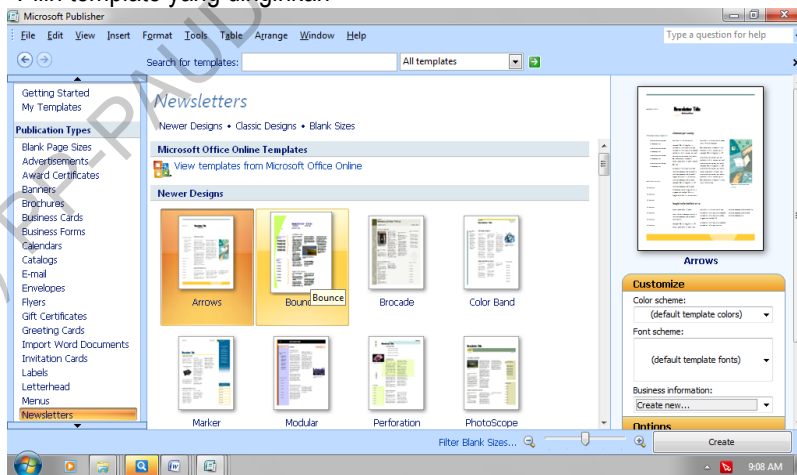 Pilih template yang diinginkan
Microsoft Publisher
File Edit View Insert Format Tools Table Arrange Window Help
Type a question for help
Search for templates:
All templates
Getting Started
My Templates
Publication Types
Blank Page Sizes
Advertisements
Award Certificates
Banners
Brochures
Business Cards
Business Forms
Calendars
Catalogs
E-mail
Envelopes
Flyers
Gift Certificates
Greeting Cards
Import Word Documents
Invitation Cards
Labels
Letterhead
Menus
Newsletters
Newsletters
Newer Designs • Classic Designs • Blank Sizes
Microsoft Office Online Templates
View templates from Microsoft Office Online
Newer Designs
Arrows
Bounce
Brocade
Color Band
Marker
Modular
Perforation
PhotoScope
Newsletter Title
Arrows
Customize
Color scheme:
(default template colors)
Font scheme:
(default template fonts)
Business information:
Create new...
Options
Filter Blank Sizes...
Create
9:08 AM
PP-PAUD